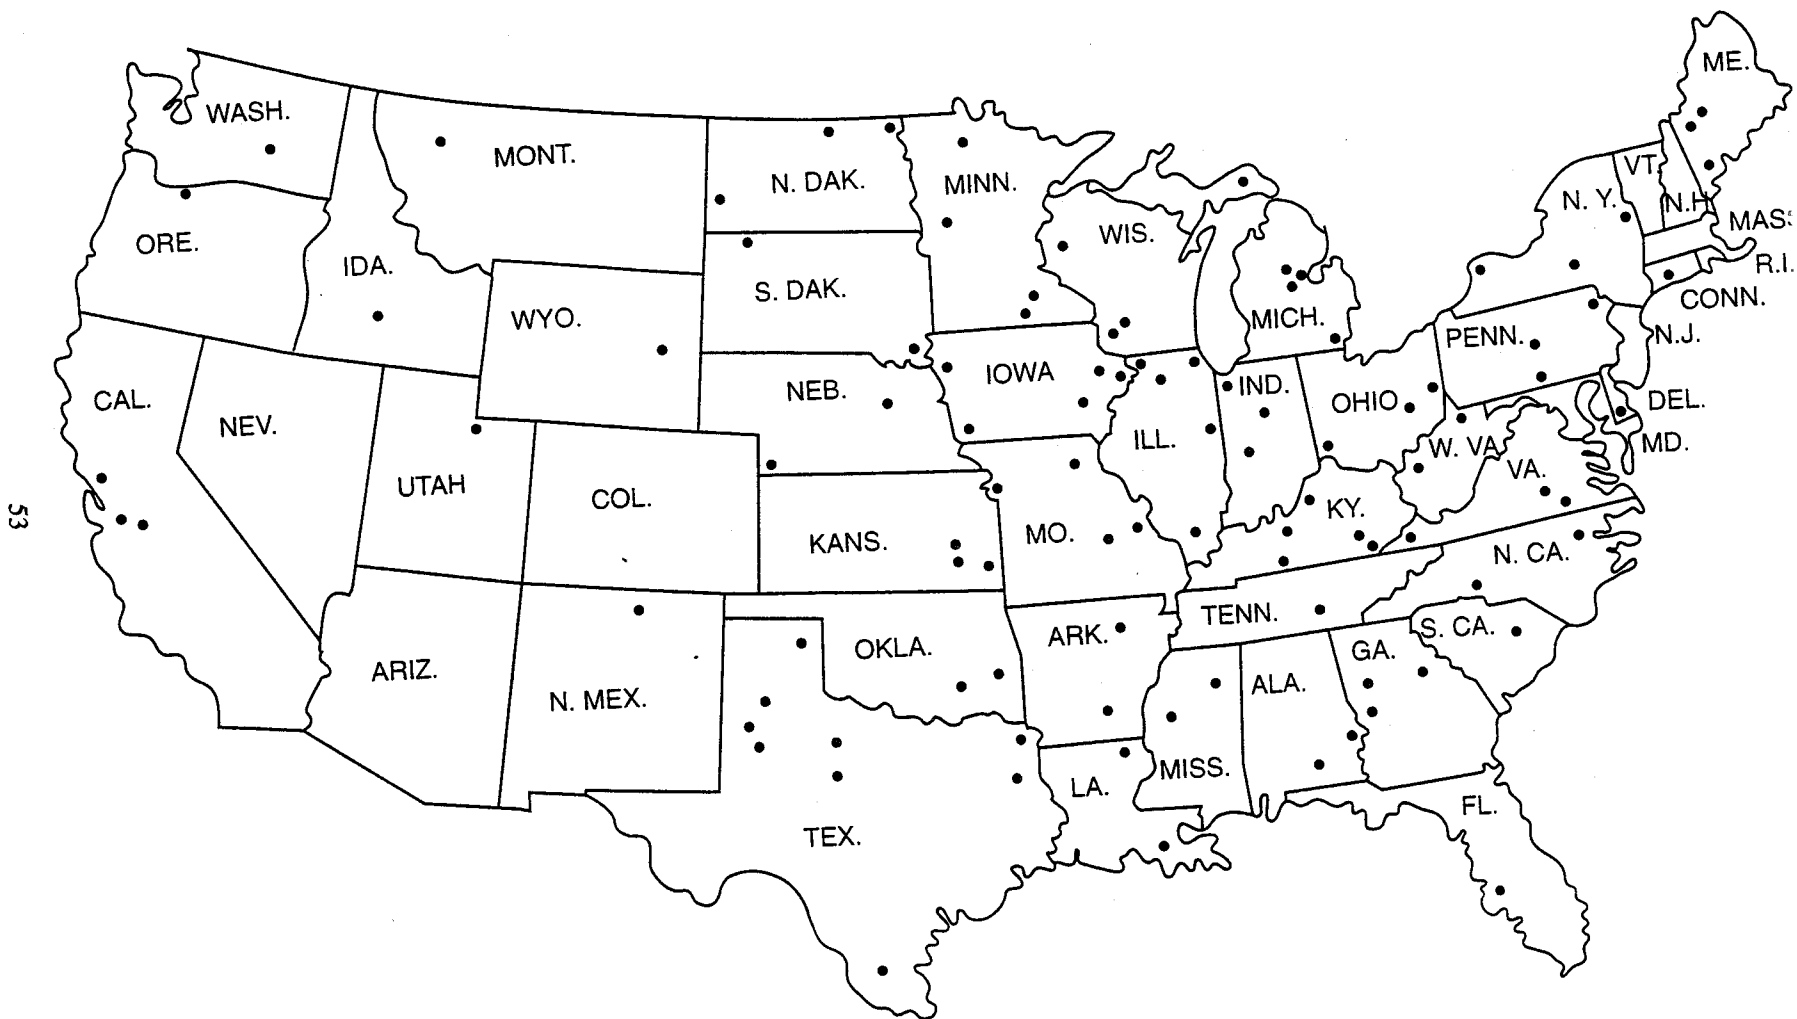 ME.
WASH.
MONT.
N. DAK.
MINN.
VT.
N. Y.
N.H.
MASS
WIS.
ORE.
IDA.
S. DAK.
R.I.
CONN.
WYO.
MICH.
PENN.
N.J.
IOWA
NEB.
IND.
OHIO
DEL.
CAL.
NEV.
ILL.
W. VA.
MD.
VA.
UTAH
COL.
KY.
53
KANS.
MO.
N. CA.
TENN.
ARK.
S. CA.
OKLA.
GA.
ARIZ.
N. MEX.
ALA.
MISS.
LA.
FL.
TEX.